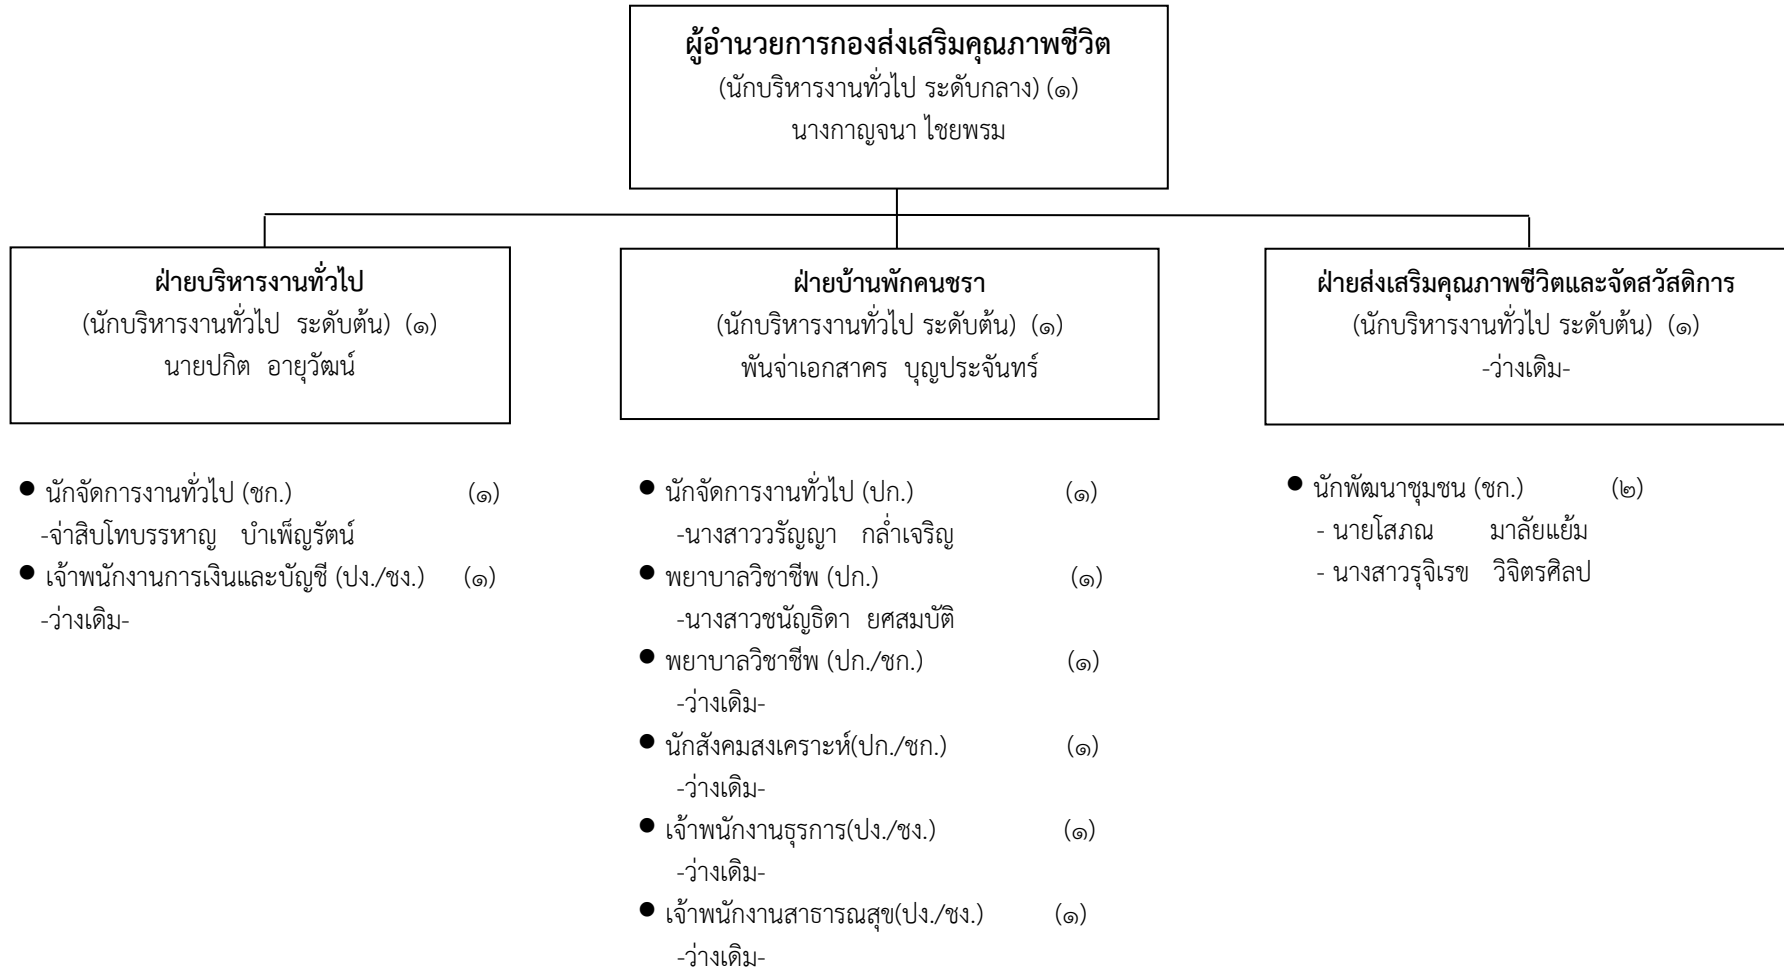 ผู้อำนวยการกองส่งเสริมคุณภาพชีวิต
(นักบริหารงานทั่วไป ระดับกลาง) (๑)
นางกาญจนา ไชยพรม
ฝ่ายบริหารงานทั่วไป
(นักบริหารงานทั่วไป ระดับต้น) (๑)
นายปกิต อายุวัฒน์
ฝ่ายบ้านพักคนชรา
(นักบริหารงานทั่วไป ระดับต้น) (๑)
พันจ่าเอกสาคร บุญประจันทร์
ฝ่ายส่งเสริมคุณภาพชีวิตและจัดสวัสดิการ
(นักบริหารงานทั่วไป ระดับต้น) (๑)
-ว่างเดิม-
● นักจัดการงานทั่วไป (ชก.) (๑)
-จ่าสิบโทบรรหาญ บำเพ็ญรัตน์
● เจ้าพนักงานการเงินและบัญชี (ปง./ชง.) (๑)
-ว่างเดิม-
● นักจัดการงานทั่วไป (ปก.) (๑)
-นางสาววรัญญา กล่ำเจริญ
● พยาบาลวิชาชีพ (ปก.) (๑)
-นางสาวชนัญธิดา ยศสมบัติ
● พยาบาลวิชาชีพ (ปก./ชก.) (๑)
-ว่างเดิม-
● นักสังคมสงเคราะห์(ปก./ชก.) (๑)
-ว่างเดิม-
● เจ้าพนักงานธุรการ(ปง./ชง.) (๑)
-ว่างเดิม-
● เจ้าพนักงานสาธารณสุข(ปง./ชง.) (๑)
-ว่างเดิม-
● นักพัฒนาชุมชน (ชก.) (๒)
- นายโสภณ มาลัยแย้ม
- นางสาวรุจิเรข วิจิตรศิลป